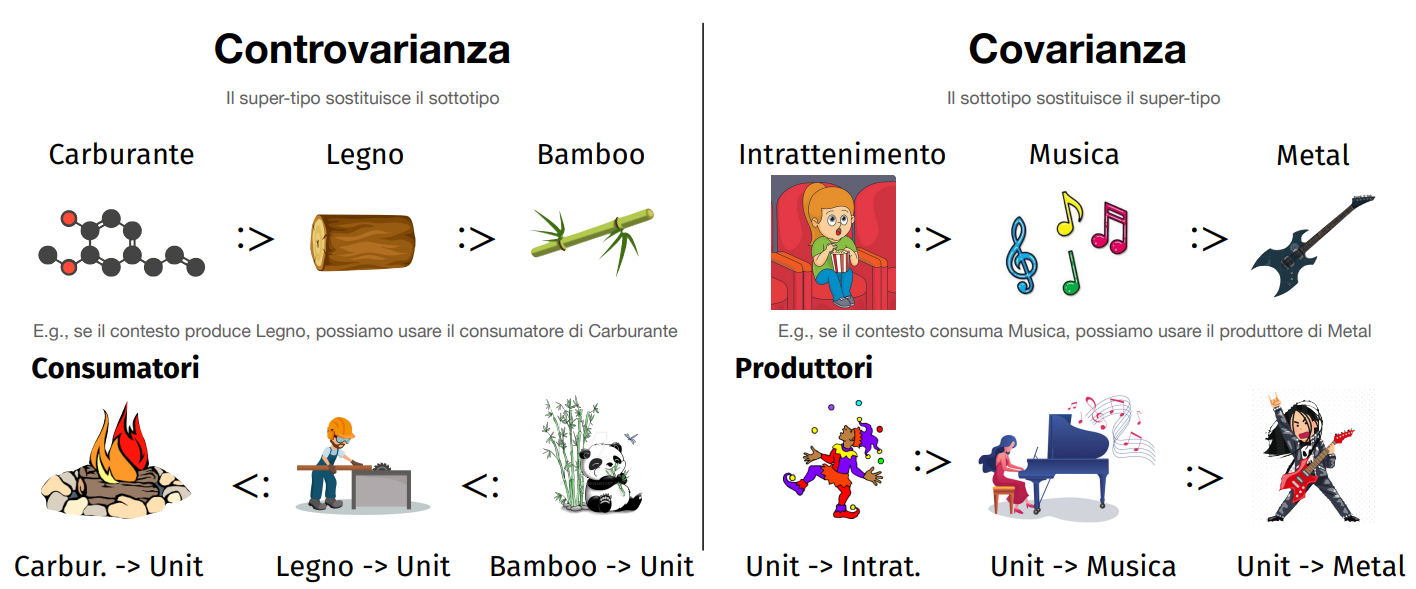 Controvarianza
Il super-tipo sostituisce il sottotipo
Carburante Legno Bamboo
:> :>
E.g., se il contesto produce Legno, possiamo usare il consumatore di Carburante
Consumatori
<: <:
Carbur. -> Unit Legno -> Unit Bamboo -> Unit
Covarianza
Il sottotipo sostituisce il super-tipo
Intrattenimento Musica Metal
:> :>
E.g., se il contesto consuma Musica, possiamo usare il produttore di Metal
Produttori
:> :>
Unit -> Intrat. Unit -> Musica Unit -> Metal